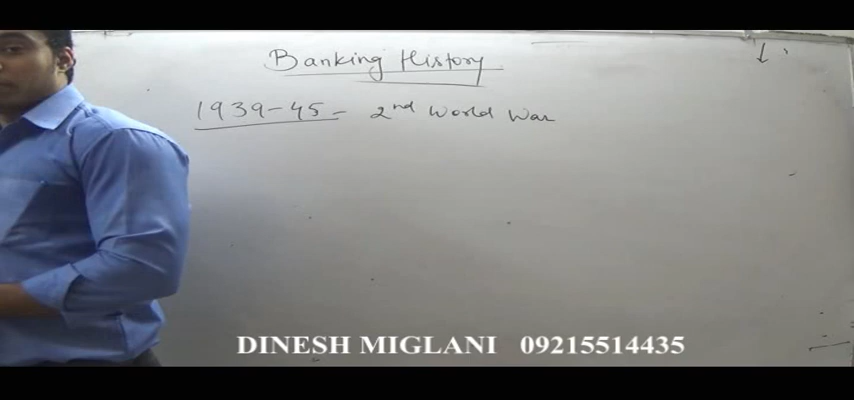 Banking History
1939-45 - 2nd World War
DINESH MIGLANI 09215514435